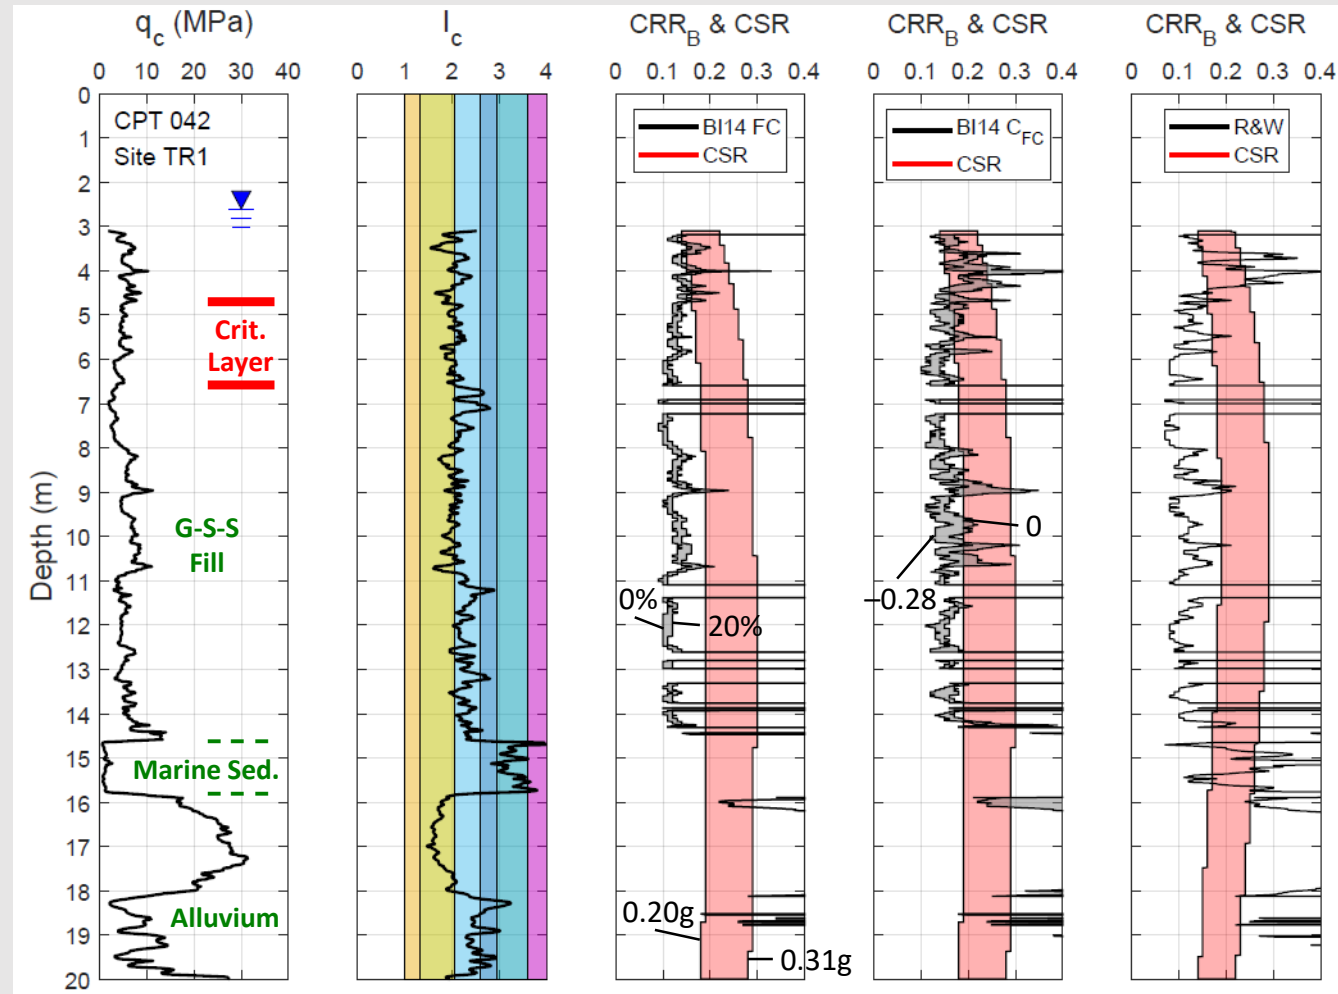 q_c (MPa)
I_c
CRR_B & CSR
CRR_B & CSR
CRR_B & CSR
0 10 20 30 40
0 1 2 3 4
0 0.1 0.2 0.3 0.4
0 0.1 0.2 0.3 0.4
0 0.1 0.2 0.3 0.4
Depth (m)
0
1
2
3
4
5
6
7
8
9
10
11
12
13
14
15
16
17
18
19
20
CPT 042
Site TR1
Crit.
Layer
G-S-S
Fill
Marine Sed.
Alluvium
BI14 FC
CSR
0%
20%
0.20g
0.31g
BI14 C_FC
CSR
0
−0.28
R&W
CSR